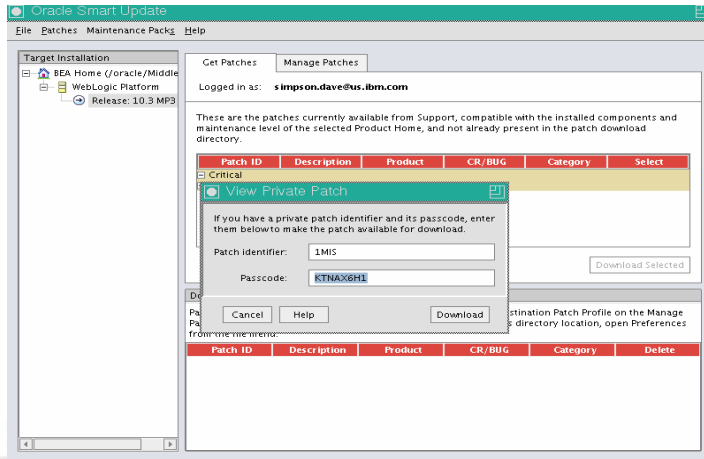 Oracle Smart Update
File Patches Maintenance Packs Help
Target Installation
BEA Home (/oracle/Middle
WebLogic Platform
Release: 10.3 MP3
Get Patches Manage Patches
Logged in as: simpson.dave@us.ibm.com
These are the patches currently available from Support, compatible with the installed components and
maintenance level of the selected Product Home, and not already present in the patch download
directory.
Patch ID Description Product CR/BUG Category Select
Critical
View Private Patch
If you have a private patch identifier and its passcode, enter
them below to make the patch available for download.
Patch identifier: 1MIS
Passcode: KTNAX6H1
Cancel Help Download
Download Selected
stination Patch Profile on the Manage
directory location, open Preferences
from the file menu.
Patch ID Description Product CR/BUG Category Delete